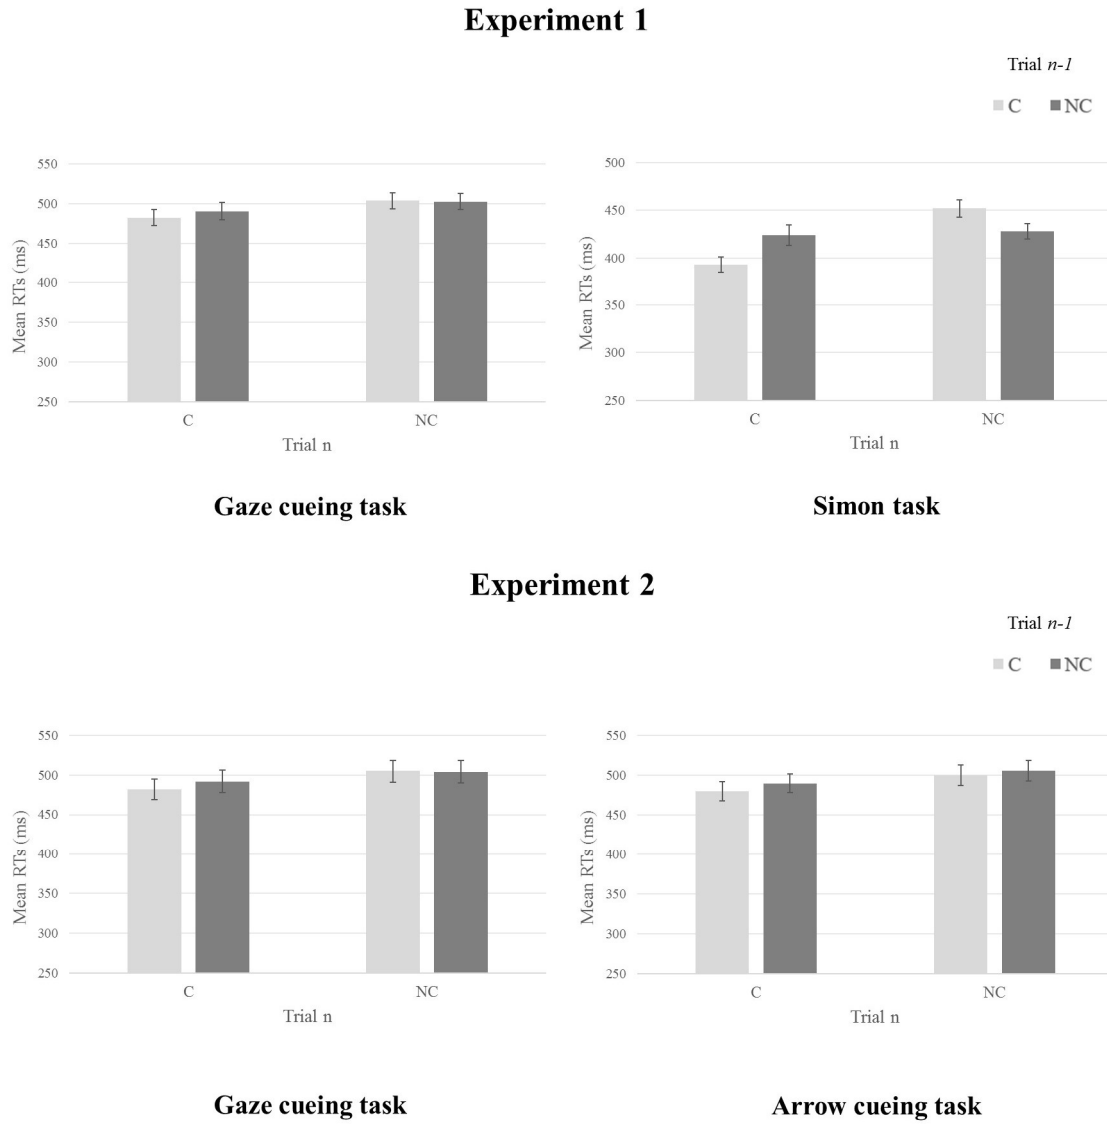 Experiment 1
Trial n-1
C NC
550
500
450
400
350
300
250
Mean RTs (ms)
C NC
Trial n
Gaze cueing task
500
450
400
350
300
250
Mean RTs (ms)
C NC
Trial n
Simon task
Experiment 2
Trial n-1
C NC
550
500
450
400
350
300
250
Mean RTs (ms)
C NC
Trial n
Gaze cueing task
550
500
450
400
350
300
250
Mean RTs (ms)
C NC
Trial n
Arrow cueing task